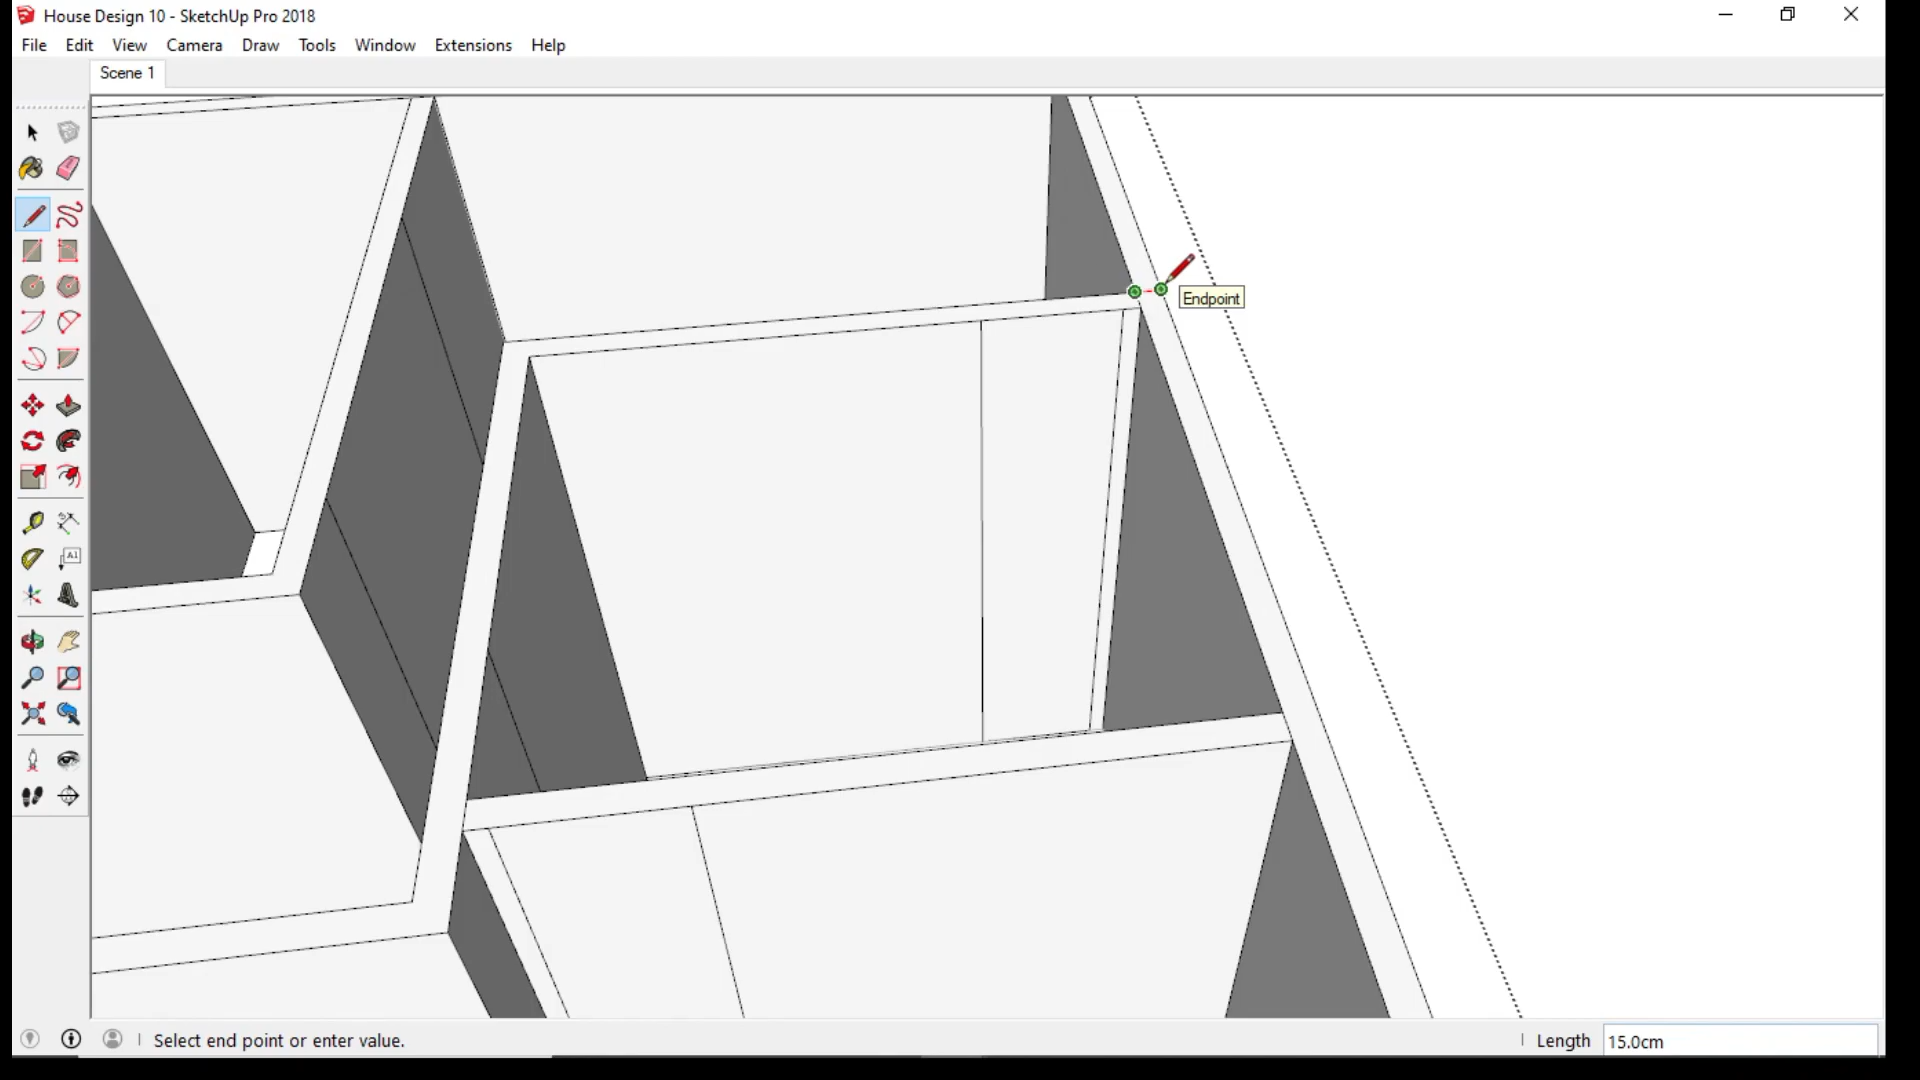 House Design 10 - SketchUp Pro 2018
File Edit View Camera Draw Tools Window Extensions Help
Scene 1
Endpoint
A1
Select end point or enter value.
Length 15.0cm